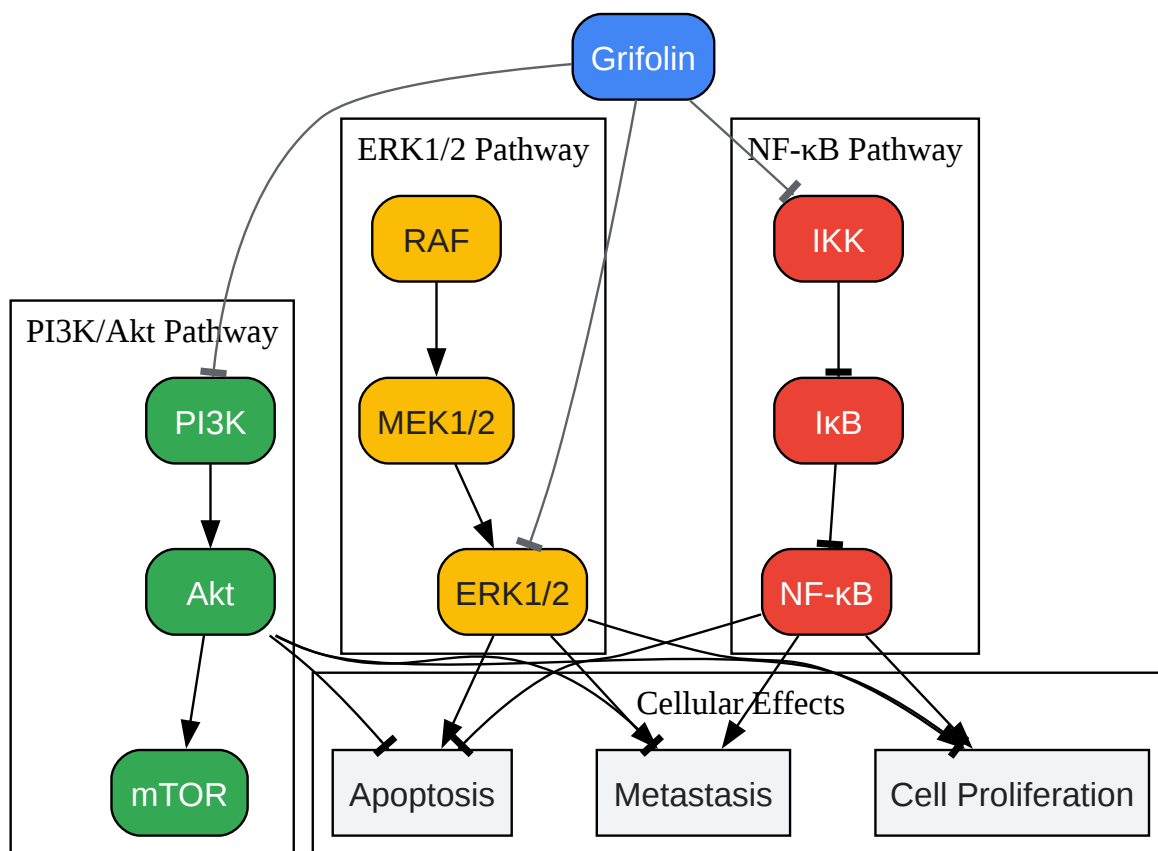 Grifolin
ERK1/2 Pathway
NF-κB Pathway
RAF
IKK
PI3K/Akt Pathway
PI3K
MEK1/2
IκB
Akt
ERK1/2
NF-κB
Cellular Effects
mTOR
Apoptosis
Metastasis
Cell Proliferation